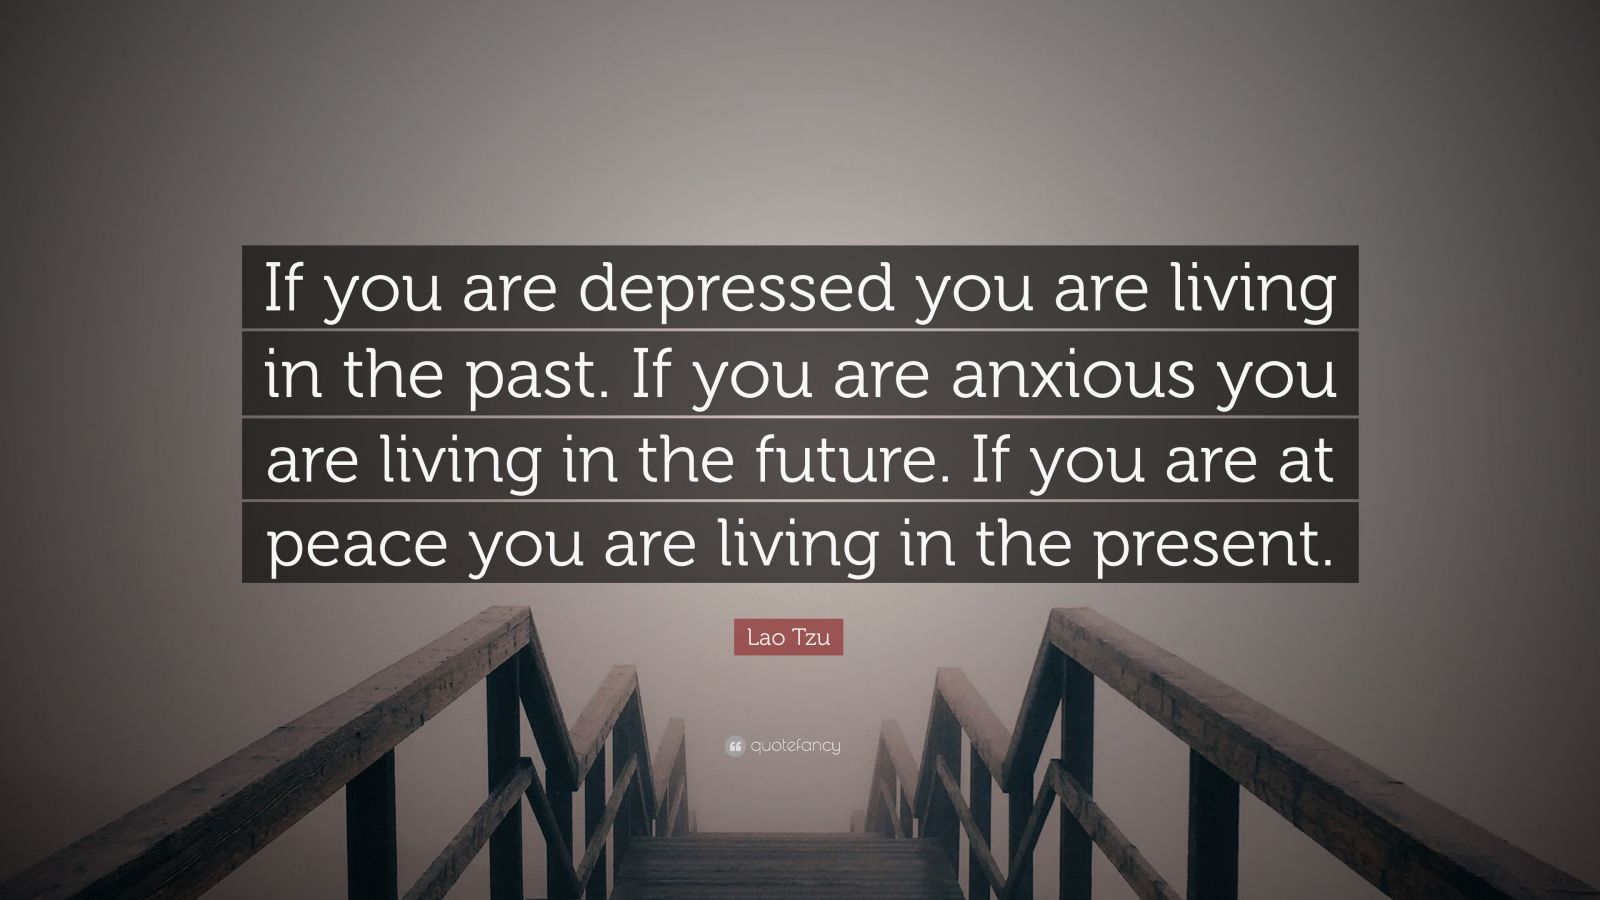 If you are depressed you are living
in the past. If you are anxious you
are living in the future. If you are at
peace you are living in the present.
Lao Tzu
quotefancy